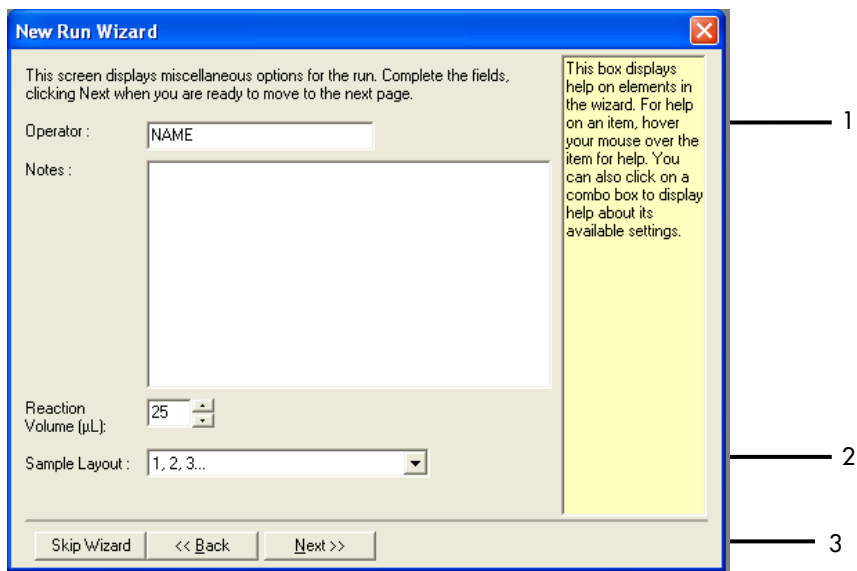 New Run Wizard
This screen displays miscellaneous options for the run. Complete the fields,
clicking Next when you are ready to move to the next page.
Operator :
NAME
Notes :
Reaction
Volume (µL):
25
Sample Layout :
1, 2, 3...
This box displays
help on elements in
the wizard. For help
on an item, hover
your mouse over the
item for help. You
can also click on a
combo box to display
help about its
available settings.
Skip Wizard
<< Back
Next >>
1
2
3